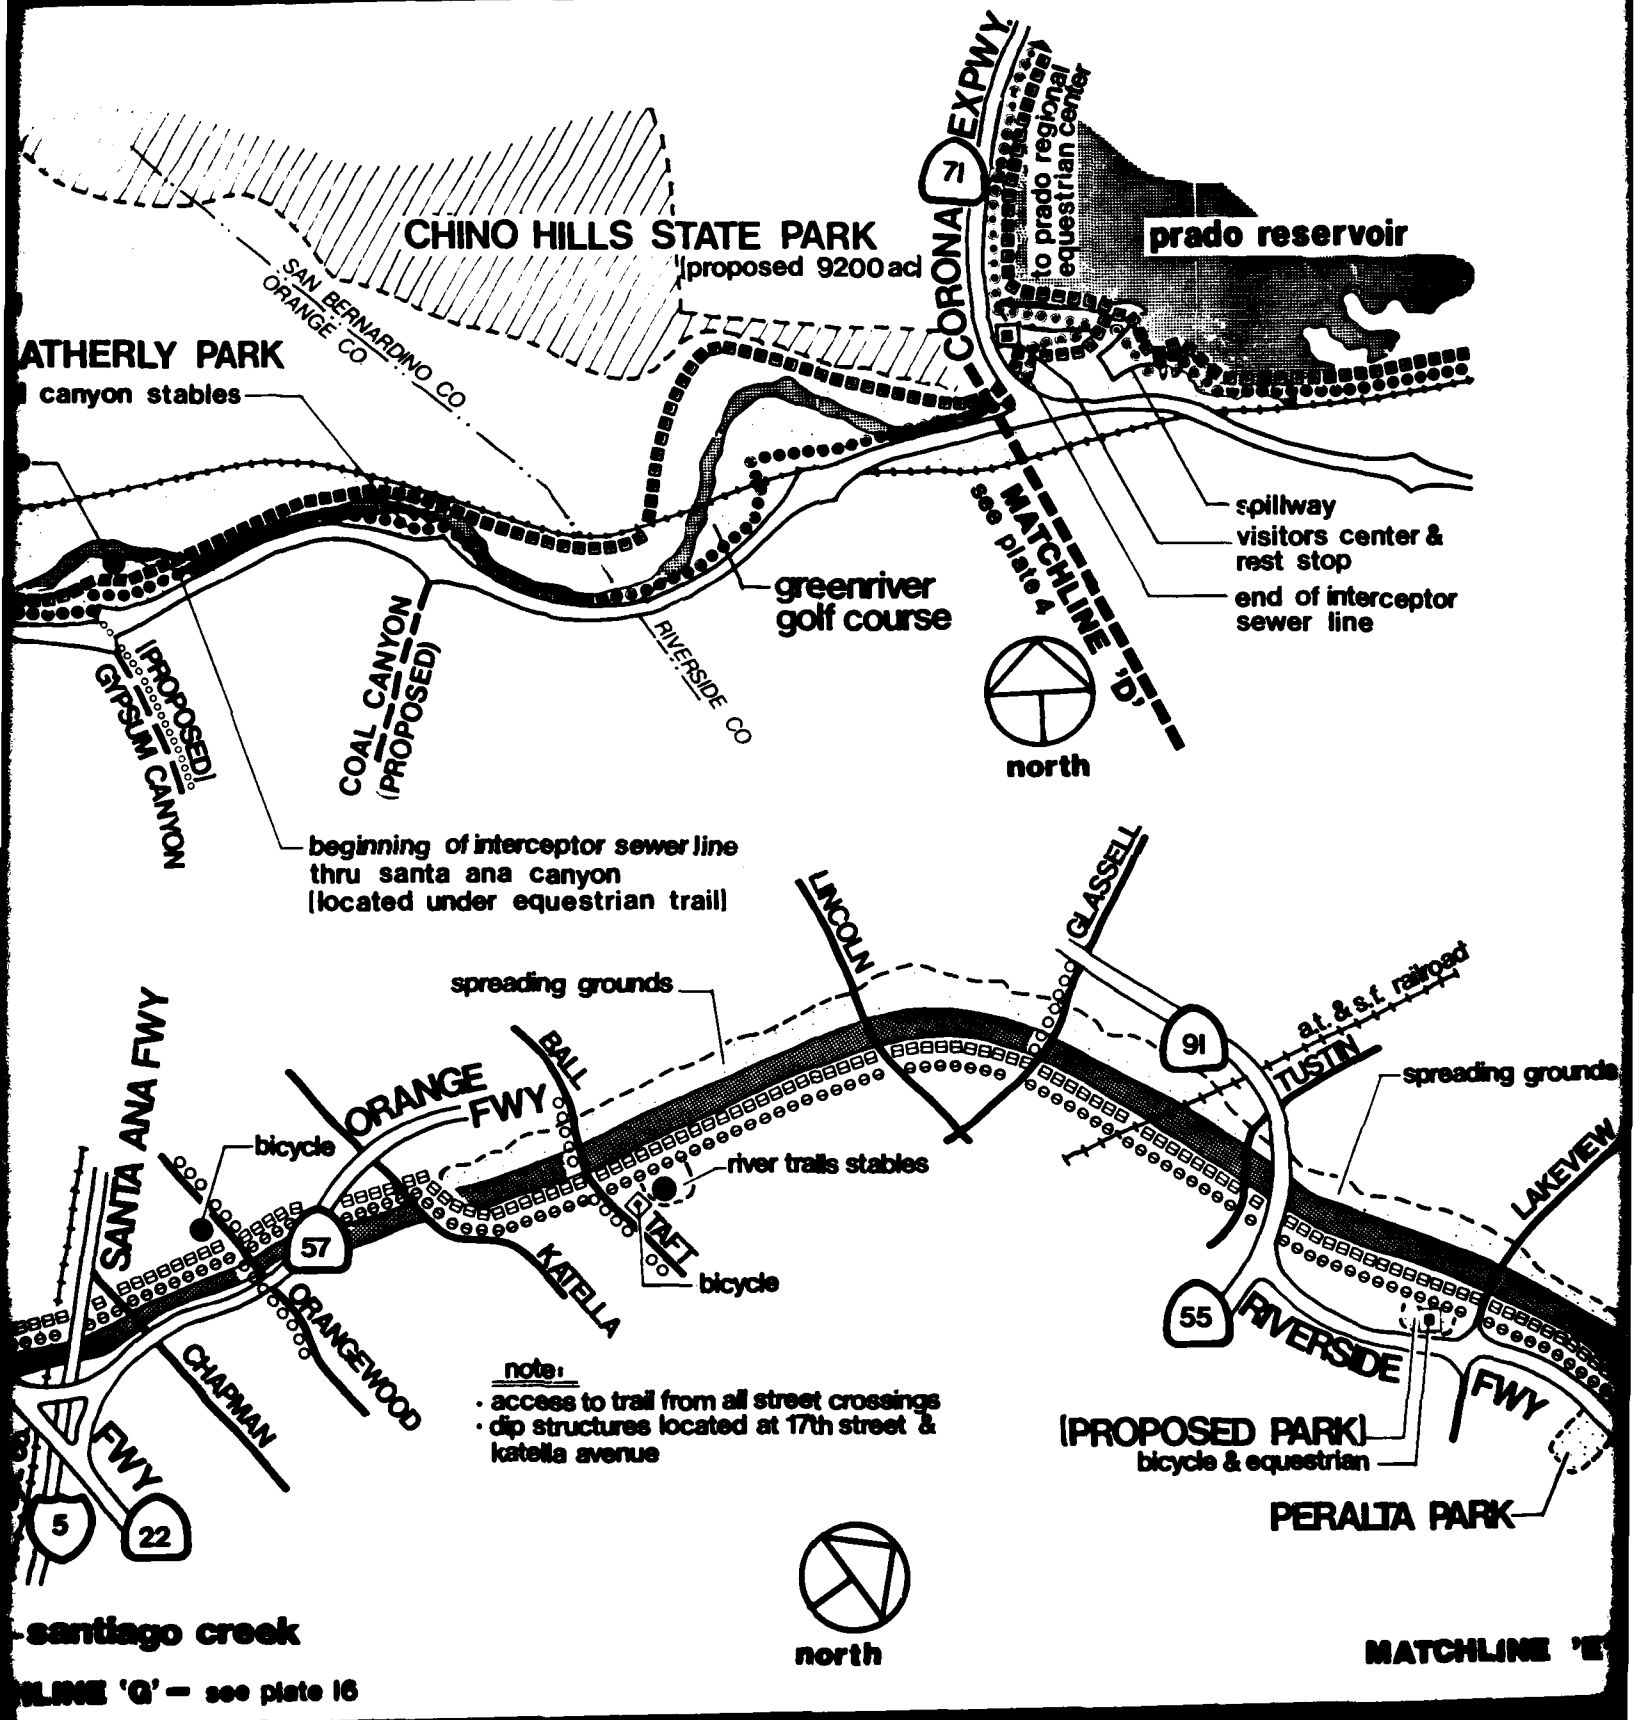 CORONA EXPWY.
71
to prado regional
equestrian center
CHINO HILLS STATE PARK
(proposed 9200 ac)
prado reservoir
SAN BERNARDINO CO
ORANGE CO.
ATHERLY PARK
canyon stables
spillway
visitors center &
rest stop
end of interceptor
sewer line
MATCHLINE 'D'
see plate 4
greenriver
golf course
RIVERSIDE CO
COAL CANYON
(PROPOSED)
(PROPOSED)
GYPSUM CANYON
north
beginning of interceptor sewer line
thru santa ana canyon
(located under equestrian trail)
LINCOLN
GLASSELL
spreading grounds
a.t. & s.f. railroad
91
TUSTIN
spreading grounds
SANTA ANA FWY
BALL
ORANGE
FWY
bicycle
river trails stables
LAKEVIEW
57
TAFT
KATELLA
bicycle
ORANGEWOOD
CHAPMAN
55
RIVERSIDE
FWY
note:
· access to trail from all street crossings
· dip structures located at 17th street &
katella avenue
(PROPOSED PARK)
bicycle & equestrian
PERALTA PARK
FWY
5
22
north
santiago creek
MATCHLINE 'E'
HLINE 'G' — see plate 16